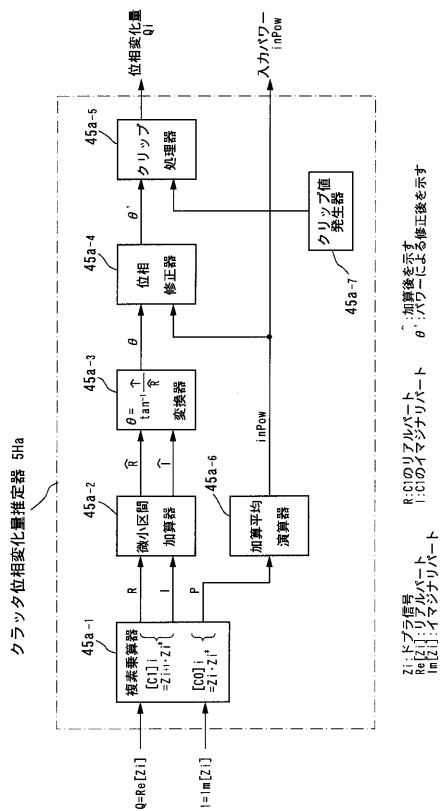 クラッタ位相変化量推定器 5Ha
Q=Re[Zi]
I=Im[Zi]
45a-1
複素乗算器
[C1]i
=Zi+1·Zi*
[C0]i
=Zi·Zi*
R
I
P
45a-2
微小区間
加算器
R̂
Î
45a-3
θ=
tan⁻¹ Î/R̂
変換器
θ
45a-4
位相
修正器
θ'
45a-5
クリップ
処理器
位相変化量
Qi
45a-6
加算平均
演算器
inPow
入力パワー
inPow
クリップ値
発生器
45a-7
Zi:ドプラ信号
Re[Zi]:リアルパート
Im[Zi]:イマジナリパート
R:C1のリアルパート
I:C1のイマジナリパート
^:加算後を示す
θ':パワーによる修正後を示す